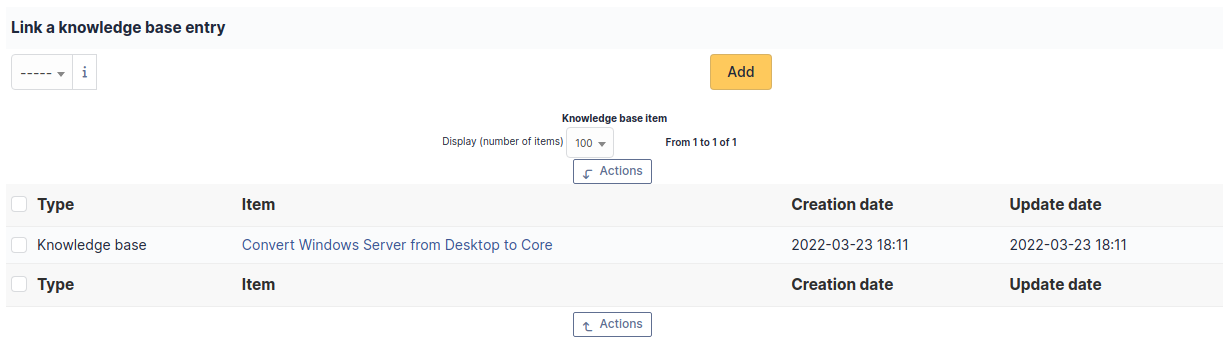 Link a knowledge base entry
----- i Add
Knowledge base item
Display (number of items) 100 From 1 to 1 of 1
Actions
Type Item Creation date Update date
Knowledge base Convert Windows Server from Desktop to Core 2022-03-23 18:11 2022-03-23 18:11
Type Item Creation date Update date
Actions